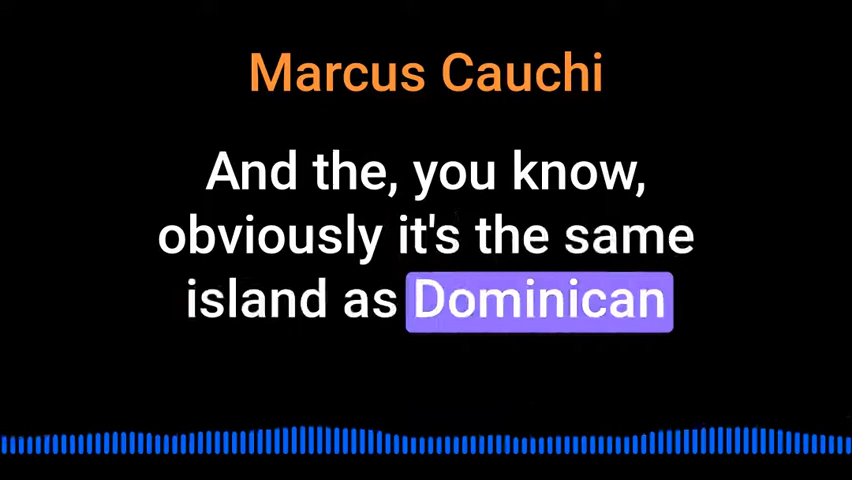 Marcus Cauchi
And the, you know,
obviously it's the same
island as Dominican